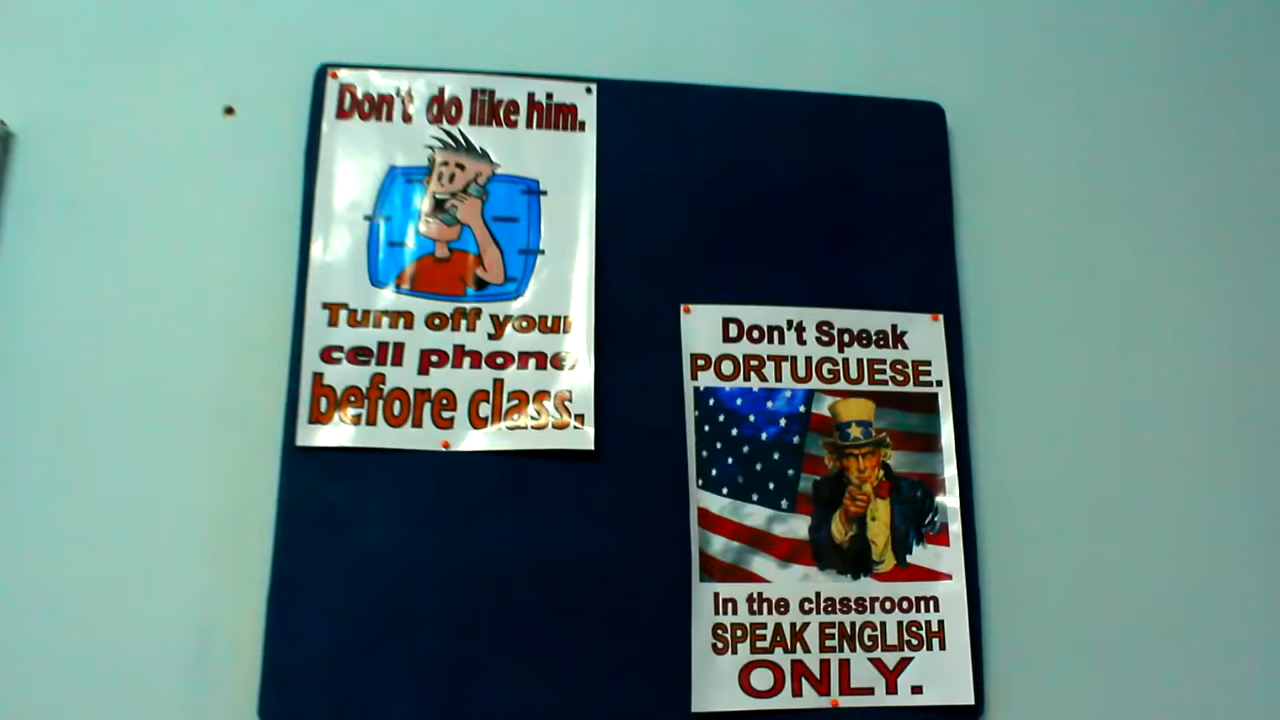 Don't do like him.
Turn off your
cell phone
before class.
Don't Speak
PORTUGUESE.
In the classroom
SPEAK ENGLISH
ONLY.